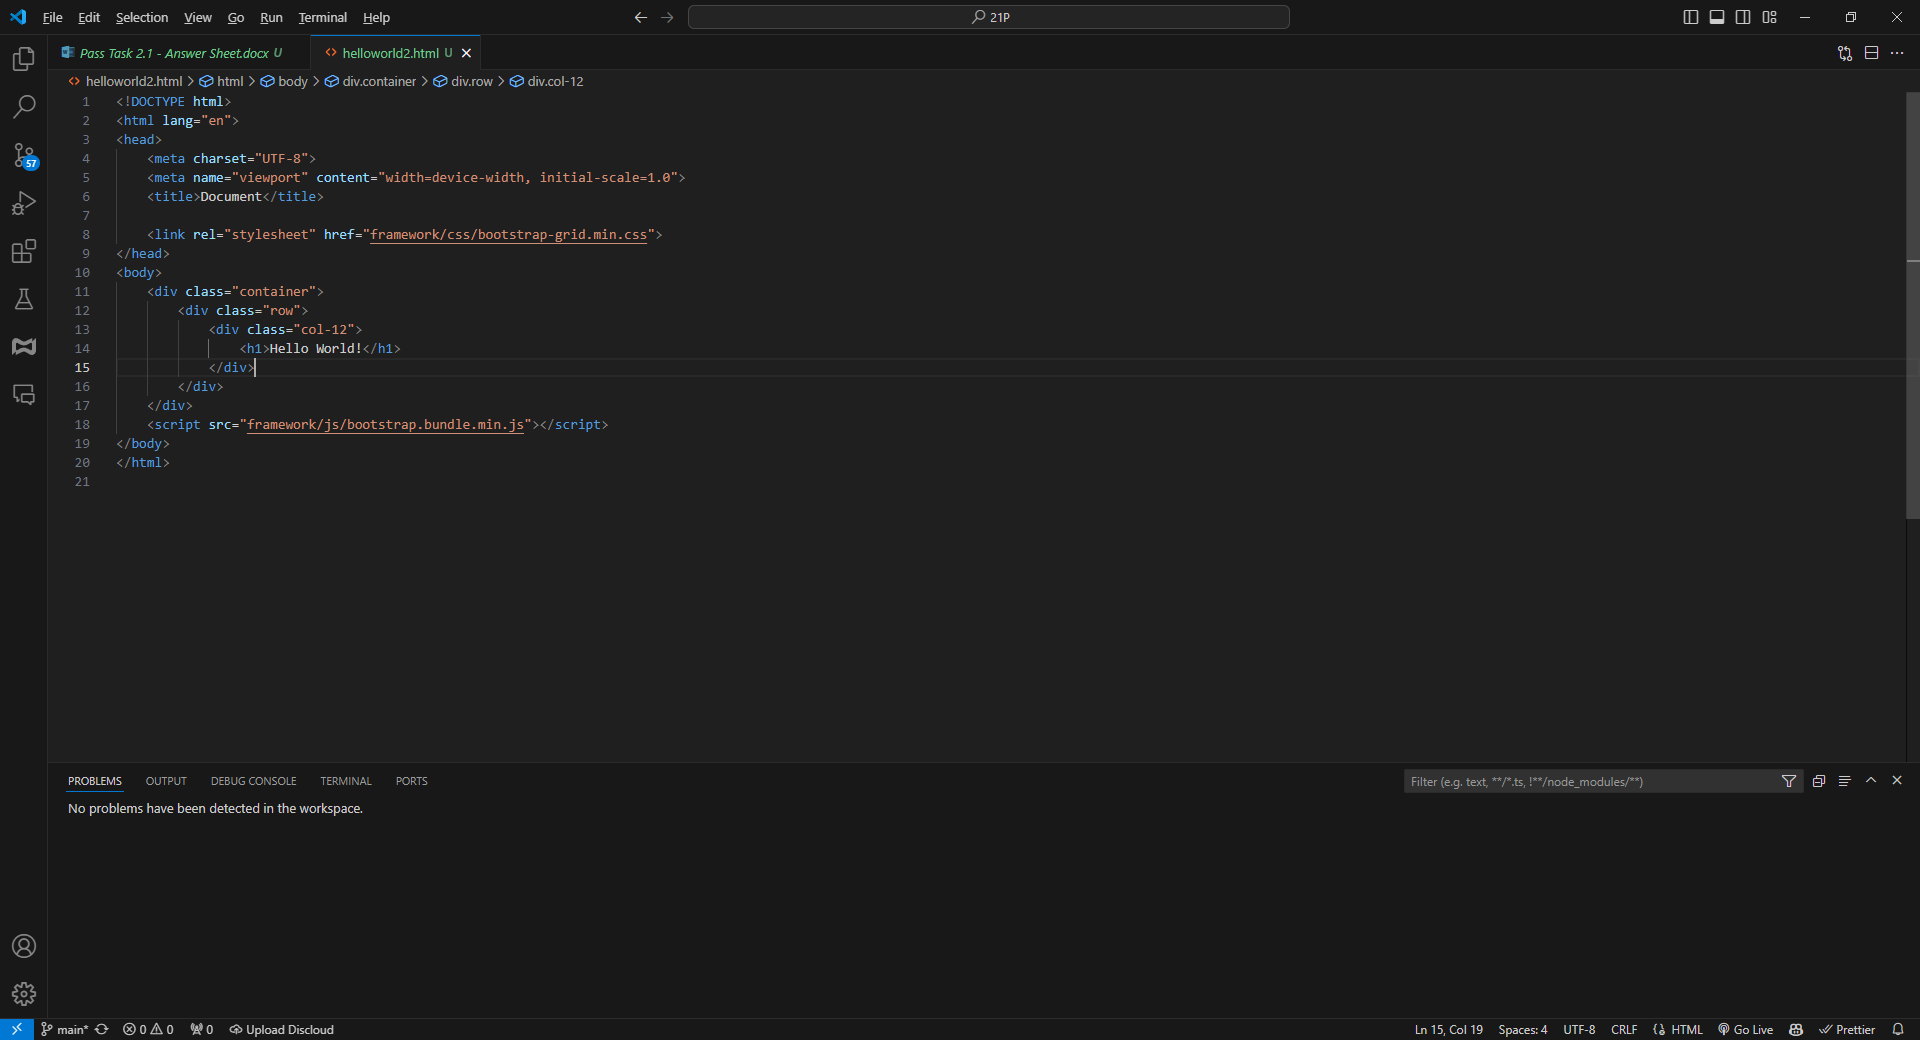 File Edit Selection View Go Run Terminal Help 21P
Pass Task 2.1 - Answer Sheet.docx U helloworld2.html U
helloworld2.html > html > body > div.container > div.row > div.col-12
1 <!DOCTYPE html>
2 <html lang="en">
3 <head>
4     <meta charset="UTF-8">
5     <meta name="viewport" content="width=device-width, initial-scale=1.0">
6     <title>Document</title>
7
8     <link rel="stylesheet" href="framework/css/bootstrap-grid.min.css">
9 </head>
10 <body>
11     <div class="container">
12         <div class="row">
13             <div class="col-12">
14                 <h1>Hello World!</h1>
15             </div>
16         </div>
17     </div>
18     <script src="framework/js/bootstrap.bundle.min.js"></script>
19 </body>
20 </html>
21
57
PROBLEMS OUTPUT DEBUG CONSOLE TERMINAL PORTS Filter (e.g. text, **/*.ts, !**/node_modules/**)
No problems have been detected in the workspace.
main* 0 0 0 Upload Discloud Ln 15, Col 19 Spaces: 4 UTF-8 CRLF HTML Go Live Prettier